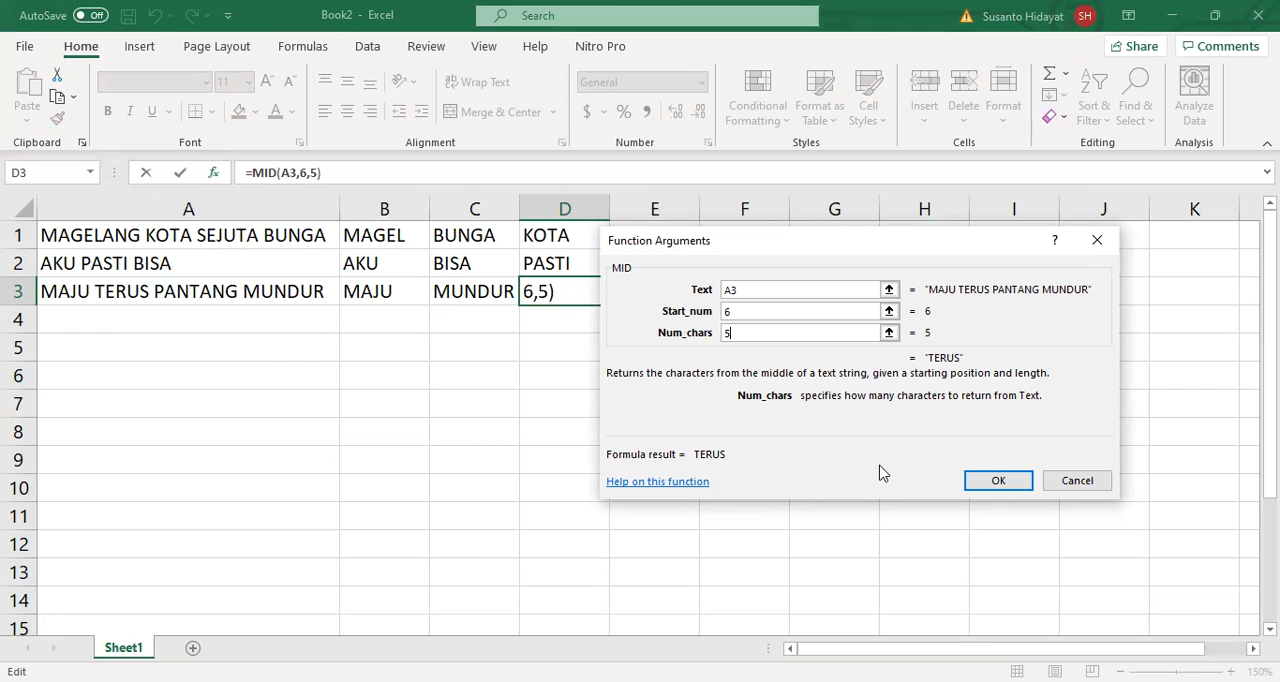 AutoSave Off Book2 - Excel Search Susanto Hidayat SH
File Home Insert Page Layout Formulas Data Review View Help Nitro Pro Share Comments
11 A^ Aˇ Wrap Text General
Paste B I U A Merge & Center $ % Conditional Formatting Format as Table Cell Styles Insert Delete Format Sort & Filter Find & Select Analyze Data
Clipboard Font Alignment Number Styles Cells Editing Analysis
D3 fx =MID(A3,6,5)
A B C D E F G H I J K
1 MAGELANG KOTA SEJUTA BUNGA MAGEL BUNGA KOTA
2 AKU PASTI BISA AKU BISA PASTI
3 MAJU TERUS PANTANG MUNDUR MAJU MUNDUR 6,5)
4
5
6
7
8
9
10
11
12
13
14
15
Function Arguments ?
MID
Text A3 = "MAJU TERUS PANTANG MUNDUR"
Start_num 6 = 6
Num_chars 5 = 5
= "TERUS"
Returns the characters from the middle of a text string, given a starting position and length.
Num_chars specifies how many characters to return from Text.
Formula result = TERUS
Help on this function OK Cancel
Sheet1
Edit 150%